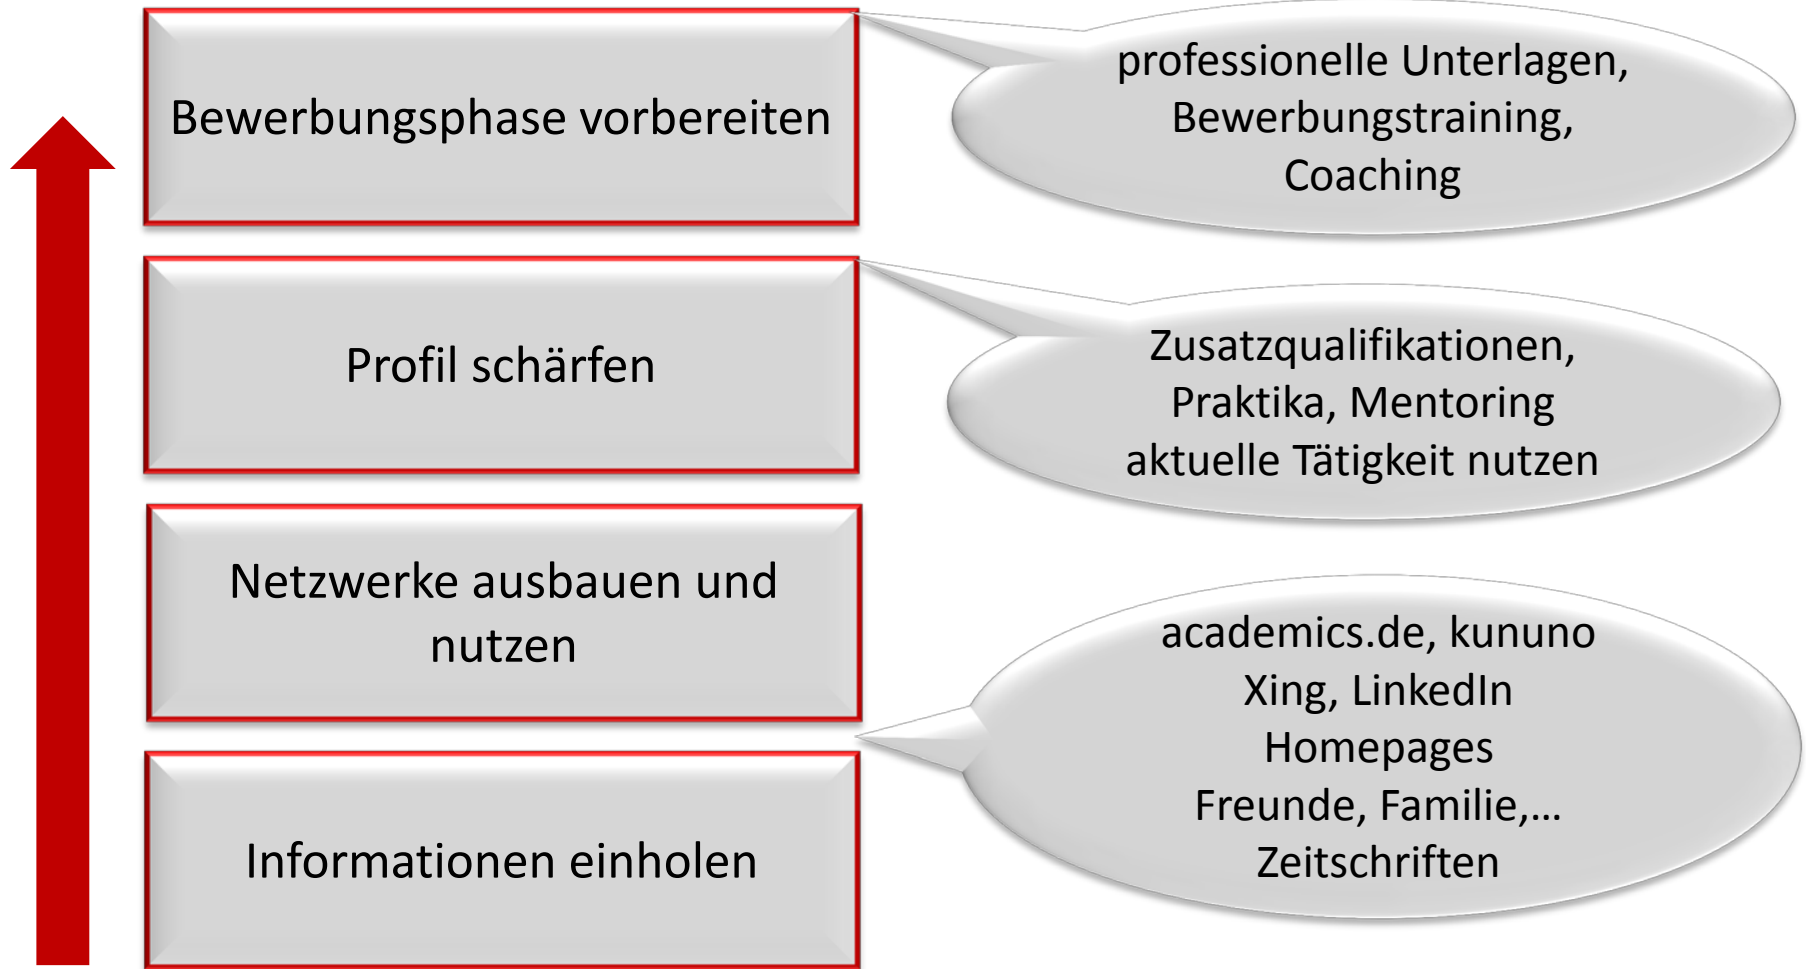 Bewerbungsphase vorbereiten
professionelle Unterlagen,
Bewerbungstraining,
Coaching
Profil schärfen
Zusatzqualifikationen,
Praktika, Mentoring
aktuelle Tätigkeit nutzen
Netzwerke ausbauen und
nutzen
academics.de, kununo
Xing, LinkedIn
Homepages
Freunde, Familie,…
Zeitschriften
Informationen einholen